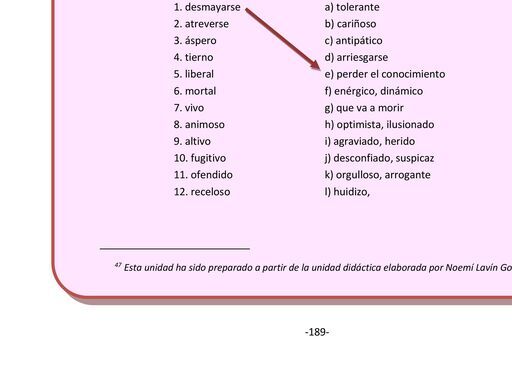 1. desmayarse a) tolerante
2. atreverse b) cariñoso
3. áspero c) antipático
4. tierno d) arriesgarse
5. liberal e) perder el conocimiento
6. mortal f) enérgico, dinámico
7. vivo g) que va a morir
8. animoso h) optimista, ilusionado
9. altivo i) agraviado, herido
10. fugitivo j) desconfiado, suspicaz
11. ofendido k) orgulloso, arrogante
12. receloso l) huidizo,
47 Esta unidad ha sido preparado a partir de la unidad didáctica elaborada por Noemí Lavín Go
-189-